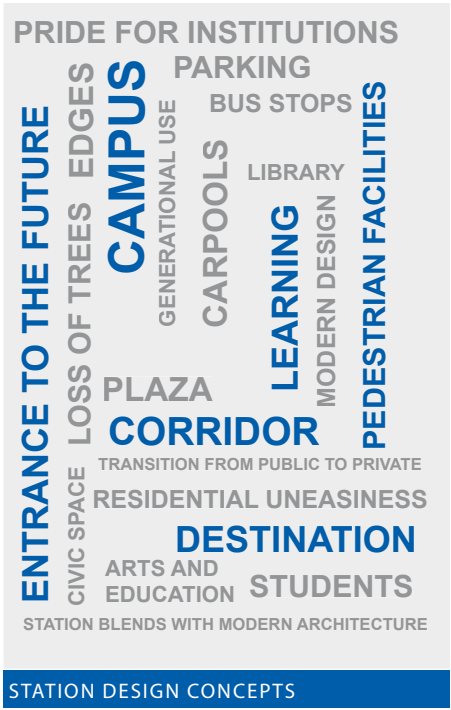 PRIDE FOR INSTITUTIONS
PARKING
BUS STOPS
ENTRANCE TO THE FUTURE
LOSS OF TREES
EDGES
CAMPUS
GENERATIONAL USE
CARPOOLS
LIBRARY
LEARNING
MODERN DESIGN
PEDESTRIAN FACILITIES
PLAZA
CORRIDOR
TRANSITION FROM PUBLIC TO PRIVATE
CIVIC SPACE
RESIDENTIAL UNEASINESS
DESTINATION
ARTS AND
EDUCATION
STUDENTS
STATION BLENDS WITH MODERN ARCHITECTURE
STATION DESIGN CONCEPTS